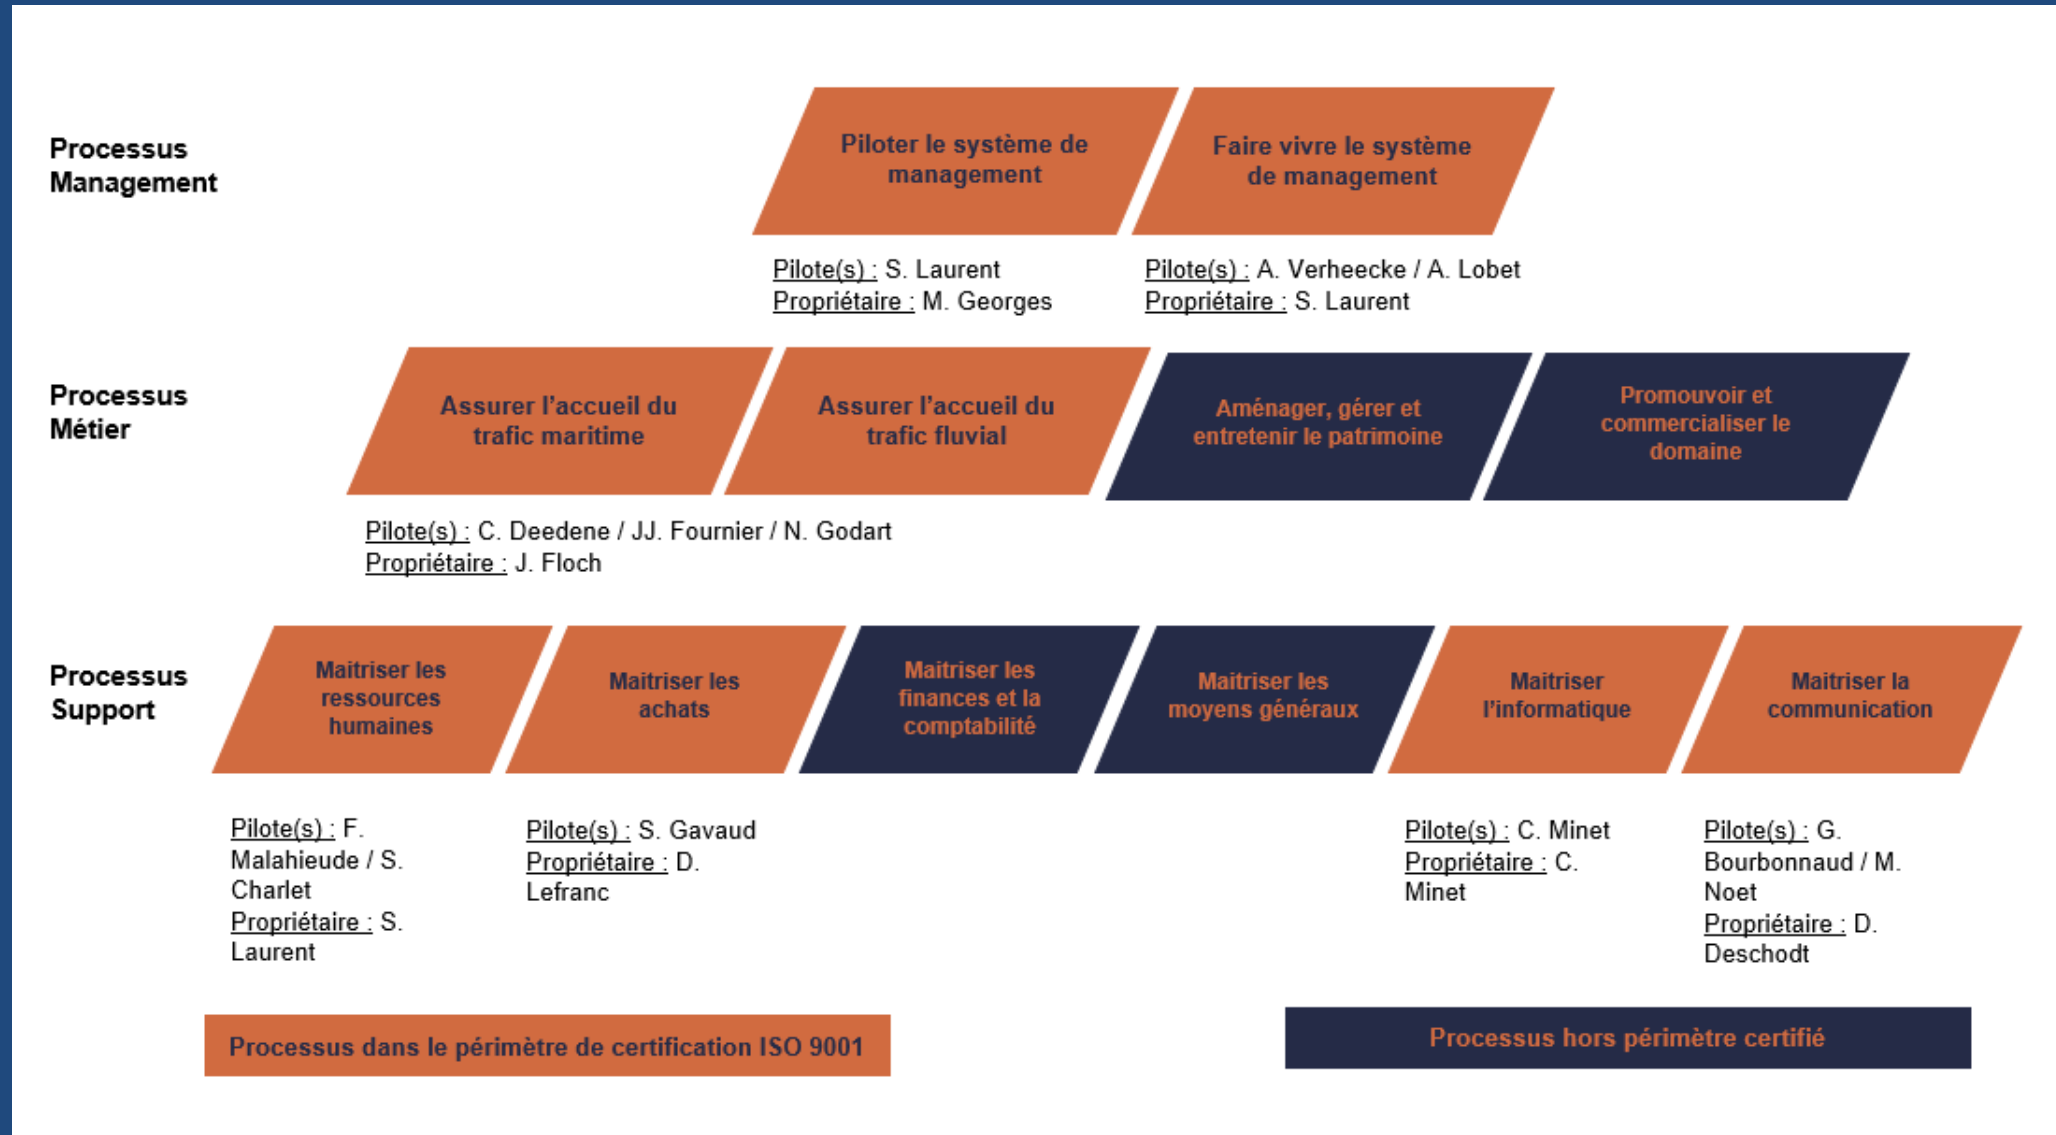 Processus
Management
Piloter le système de
management
Faire vivre le système
de management
Pilote(s) : S. Laurent
Propriétaire : M. Georges
Pilote(s) : A. Verheecke / A. Lobet
Propriétaire : S. Laurent
Processus
Métier
Assurer l’accueil du
trafic maritime
Assurer l’accueil du
trafic fluvial
Aménager, gérer et
entretenir le patrimoine
Promouvoir et
commercialiser le
domaine
Pilote(s) : C. Deedene / JJ. Fournier / N. Godart
Propriétaire : J. Floch
Processus
Support
Maitriser les
ressources
humaines
Maitriser les
achats
Maitriser les
finances et la
comptabilité
Maitriser les
moyens généraux
Maitriser
l’informatique
Maitriser la
communication
Pilote(s) : F.
Malahieude / S.
Charlet
Propriétaire : S.
Laurent
Pilote(s) : S. Gavaud
Propriétaire : D.
Lefranc
Pilote(s) : C. Minet
Propriétaire : C.
Minet
Pilote(s) : G.
Bourbonnaud / M.
Noet
Propriétaire : D.
Deschodt
Processus dans le périmètre de certification ISO 9001
Processus hors périmètre certifié